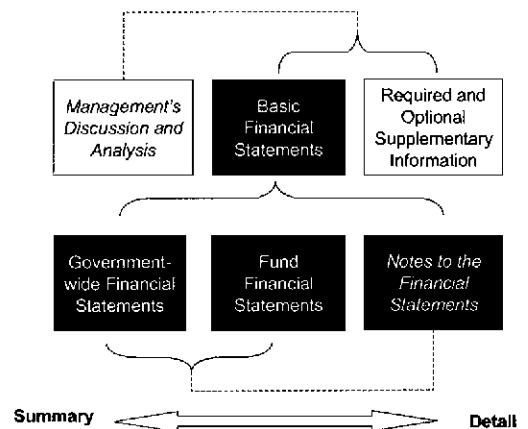 Management's
Discussion and
Analysis
Basic
Financial
Statements
Required and
Optional
Supplementary
Information
Government-
wide Financial
Statements
Fund
Financial
Statements
Notes to the
Financial
Statements
Summary
Detail